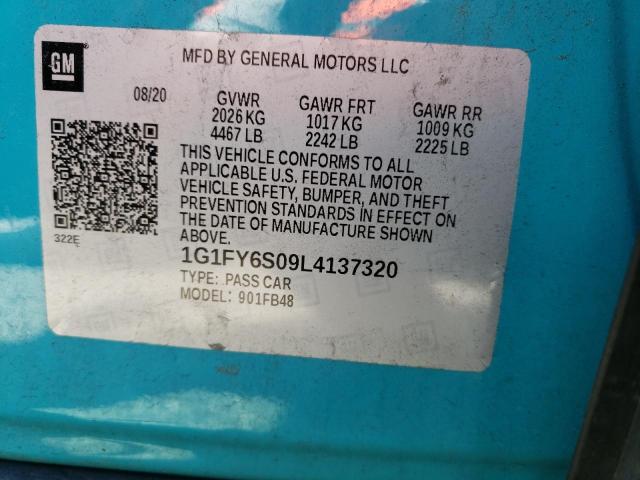 GM
MFD BY GENERAL MOTORS LLC
08/20 GVWR GAWR FRT GAWR RR
2026 KG 1017 KG 1009 KG
4467 LB 2242 LB 2225 LB
THIS VEHICLE CONFORMS TO ALL
APPLICABLE U.S. FEDERAL MOTOR
VEHICLE SAFETY, BUMPER, AND THEFT
PREVENTION STANDARDS IN EFFECT ON
THE DATE OF MANUFACTURE SHOWN
ABOVE.
322E
1G1FY6S09L4137320
TYPE: PASS CAR
MODEL: 901FB48